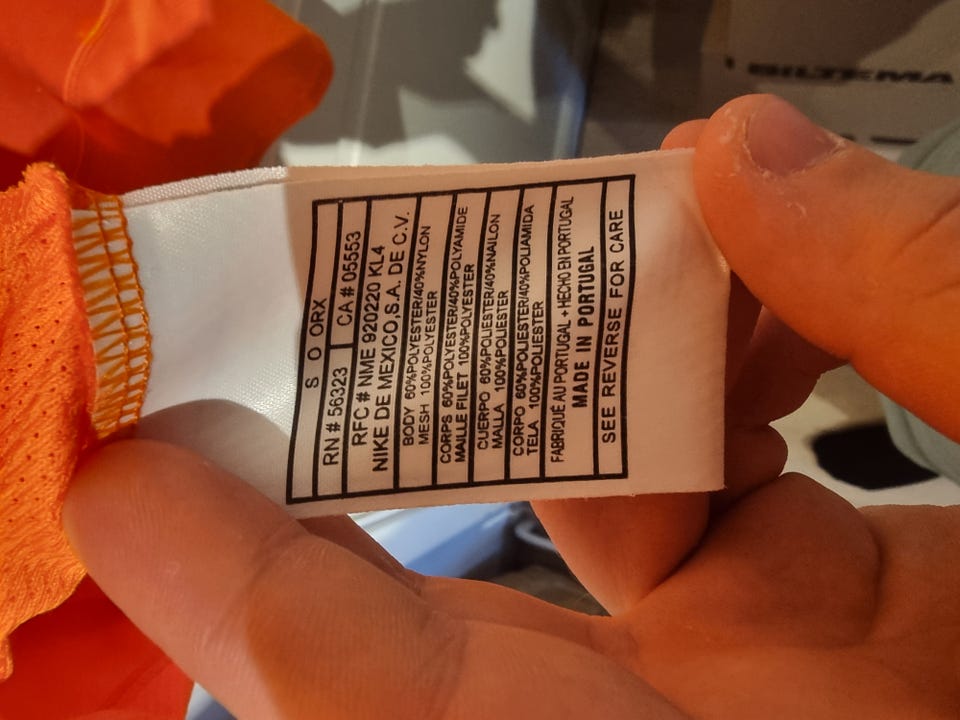 S O ORX
RN # 56323 CA # 05553
RFC # NME 920220 KL4
NIKE DE MEXICO,S.A. DE C.V.
BODY 60%POLYESTER/40%NYLON
MESH 100%POLYESTER
CORPS 60%POLYESTER/40%POLYAMIDE
MAILLE FILET 100%POLYESTER
CUERPO 60%POLIESTER/40%NAILON
MALLA 100%POLIESTER
CORPO 60%POLIESTER/40%POLIAMIDA
TELA 100%POLIESTER
FABRIQUÉ AU PORTUGAL + HECHO EN PORTUGAL
MADE IN PORTUGAL
SEE REVERSE FOR CARE
BILTEMA